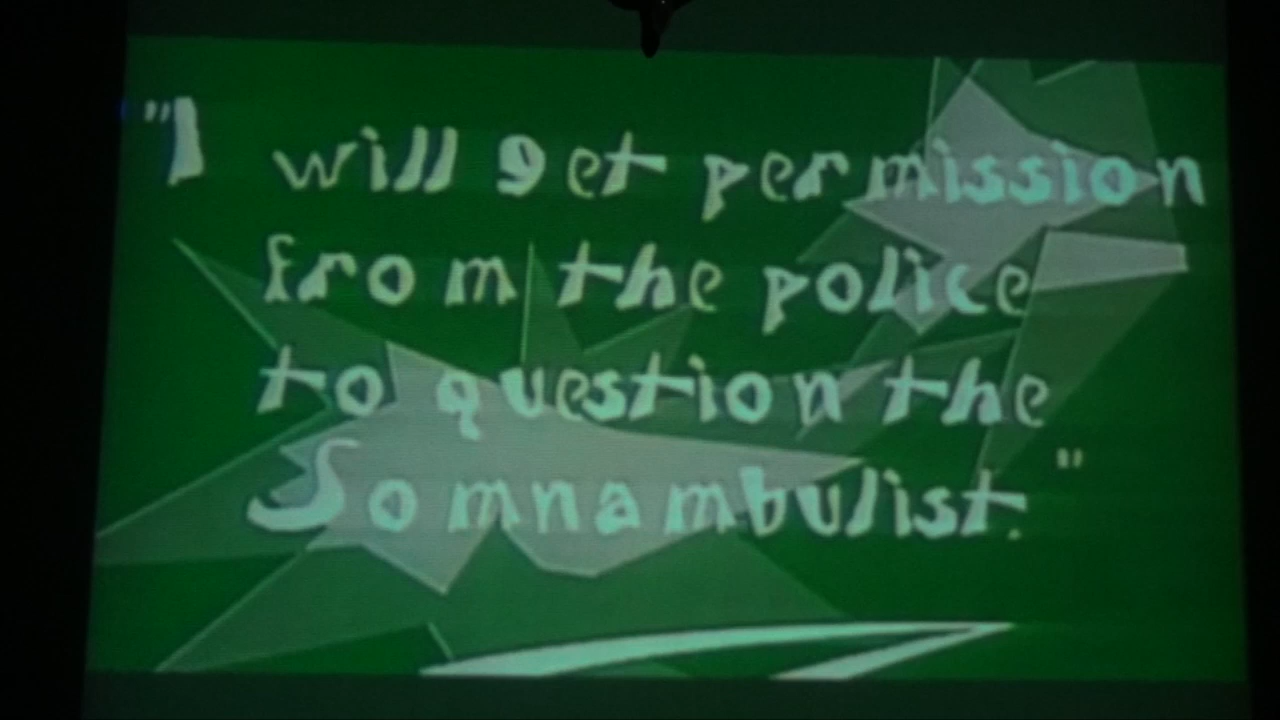 "I will get permission
from the police
to question the
Somnambulist."